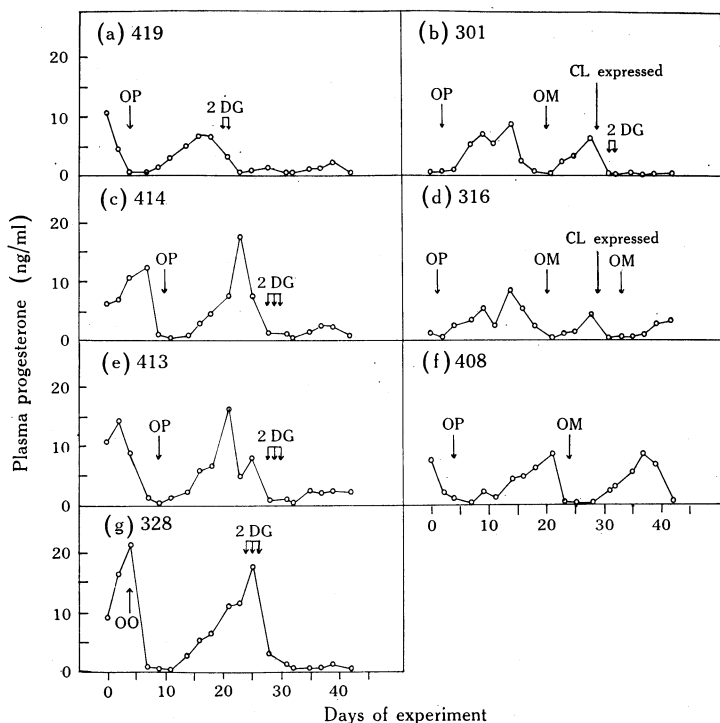 (a) 419
OP
2 DG
(b) 301
OP
OM
CL expressed
2 DG
20
10
0
(c) 414
OP
2 DG
(d) 316
OP
OM
CL expressed
OM
20
10
0
(e) 413
OP
2 DG
(f) 408
OP
OM
20
10
0
0 10 20 30 40
(g) 328
OO
2 DG
20
10
0
0 10 20 30 40
Plasma progesterone (ng/ml)
Days of experiment